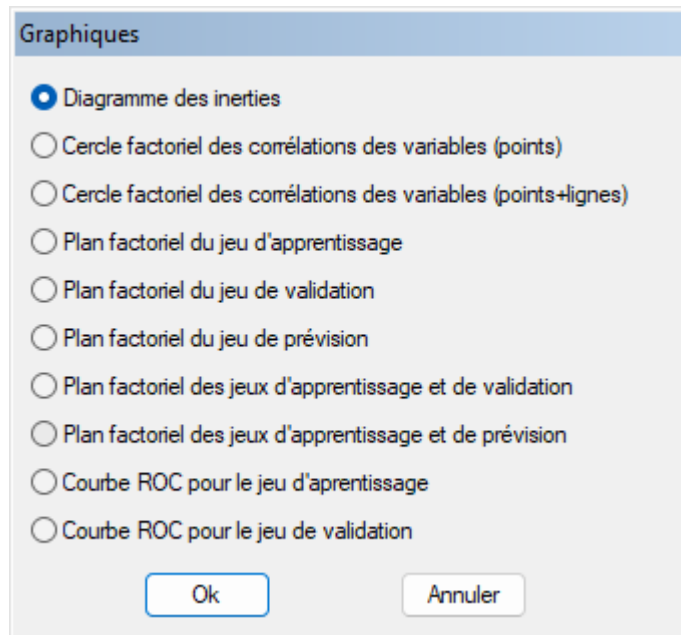 Graphiques
Diagramme des inerties
Cercle factoriel des corrélations des variables (points)
Cercle factoriel des corrélations des variables (points+lignes)
Plan factoriel du jeu d'apprentissage
Plan factoriel du jeu de validation
Plan factoriel du jeu de prévision
Plan factoriel des jeux d'apprentissage et de validation
Plan factoriel des jeux d'apprentissage et de prévision
Courbe ROC pour le jeu d'aprentissage
Courbe ROC pour le jeu de validation
Ok Annuler